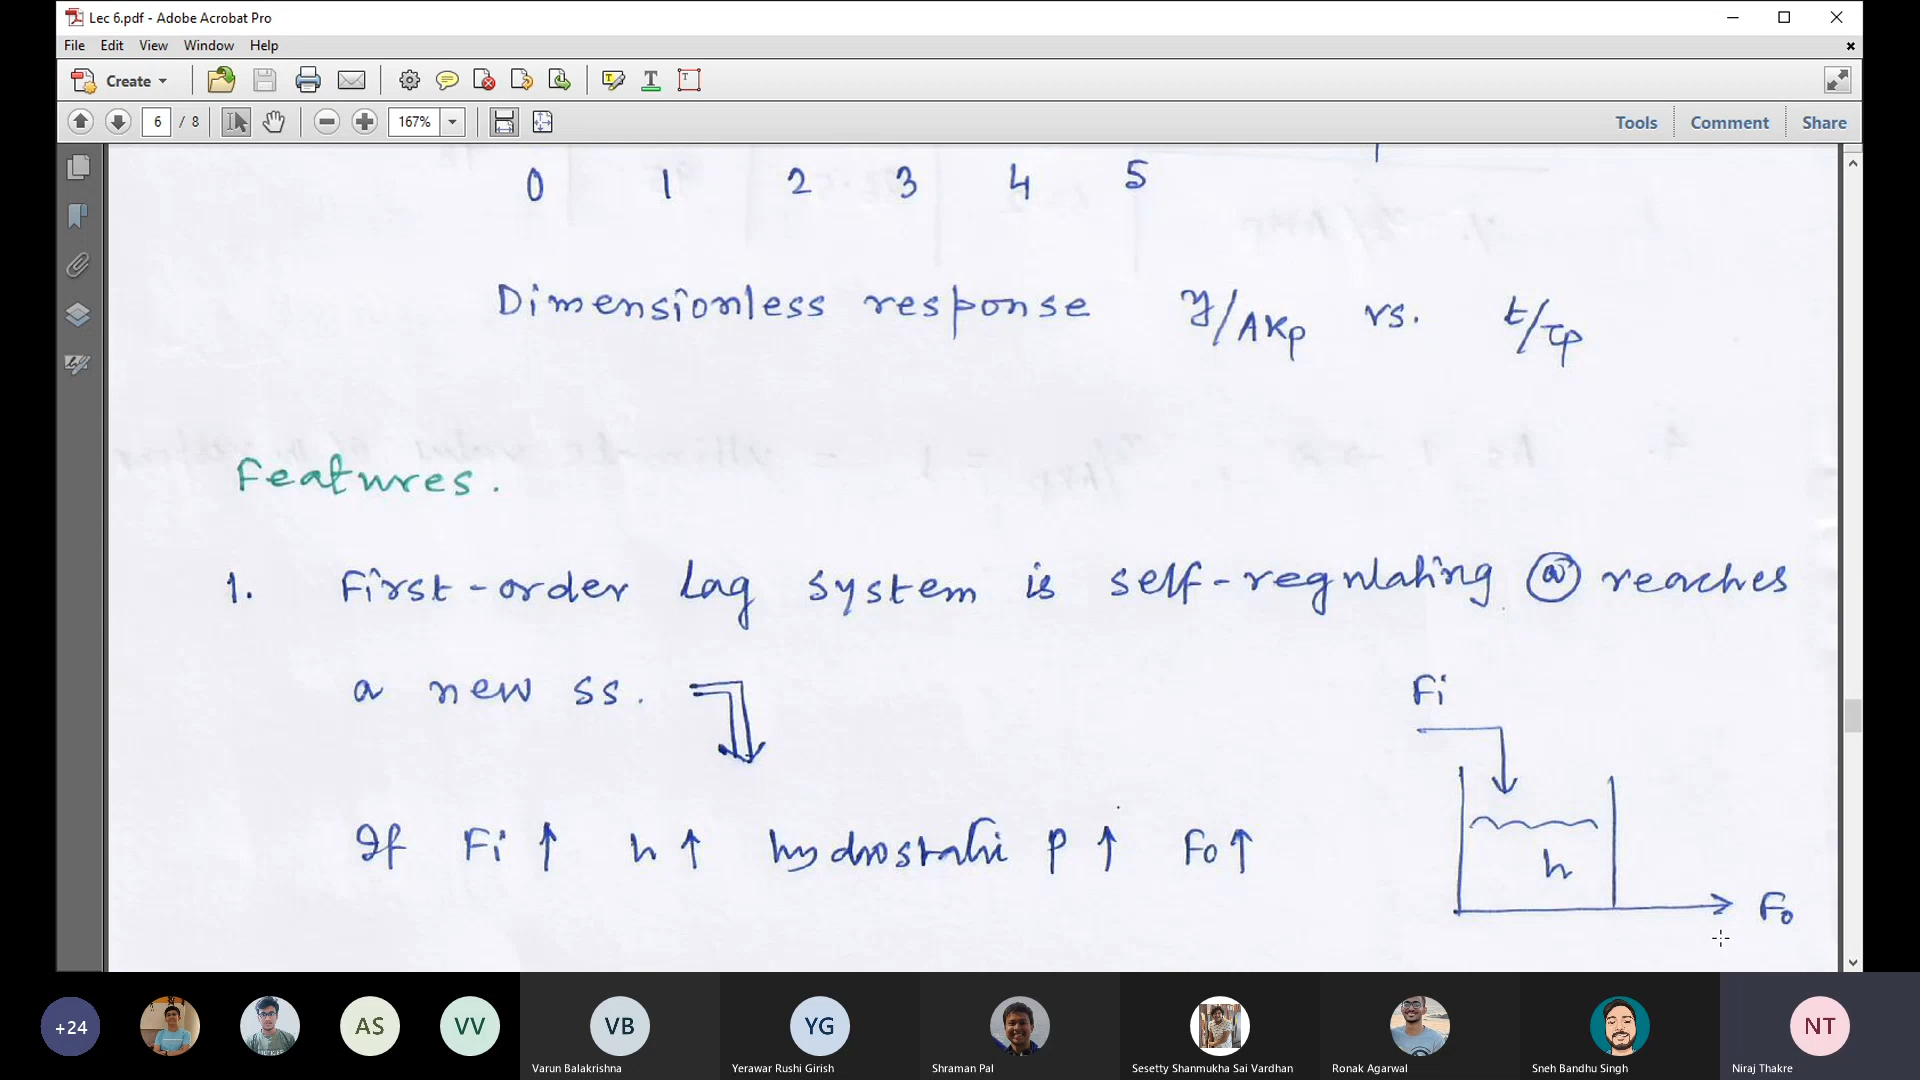 Lec 6.pdf - Adobe Acrobat Pro
File Edit View Window Help
Create
6 / 8 167% Tools Comment Share
0 1 2 3 4 5
Dimensionless response y/AKp vs. t/τp
Features.
1. First-order lag system is self-regulating or reaches
a new ss.
Fi
If Fi ↑ h ↑ hydrostatic P ↑ Fo ↑
h
Fo
+24 AS VV VB YG NT
Varun Balakrishna Yerawar Rushi Girish Shraman Pal Sesetty Shanmukha Sai Vardhan Ronak Agarwal Sneh Bandhu Singh Niraj Thakre